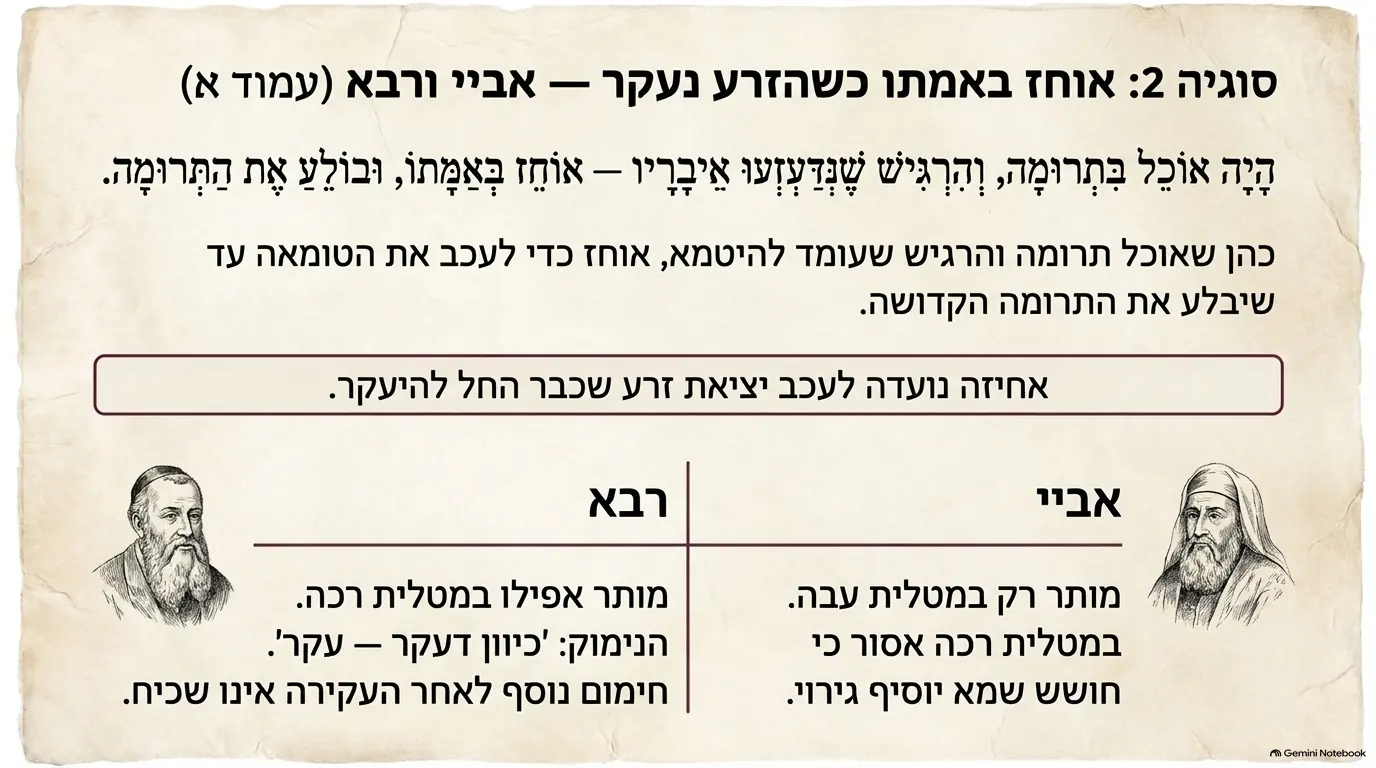 סוגיה 2: אוחז באמתו כשהזרע נעקר — אביי ורבא (עמוד א)
הָיָה אוֹכֵל בִּתְרוּמָה, וְהִרְגִּישׁ שֶׁנִּדַּעְזְעוּ אֵיבָרָיו — אוֹחֵז בְּאַמָּתוֹ, וּבוֹלֵעַ אֶת הַתְּרוּמָה.
כהן שאוכל תרומה והרגיש שעומד להיטמא, אוחז כדי לעכב את הטומאה עד
שיבלע את התרומה הקדושה.
אחיזה נועדה לעכב יציאת זרע שכבר החל להיעקר.
אביי
מותר רק במטלית עבה.
במטלית רכה אסור כי
חושש שמא יוסיף גירוי.
רבא
מותר אפילו במטלית רכה.
הנימוק: 'כיוון דעקר — עקר'.
חימום נוסף לאחר העקירה אינו שכיח.
Gemini Notebook